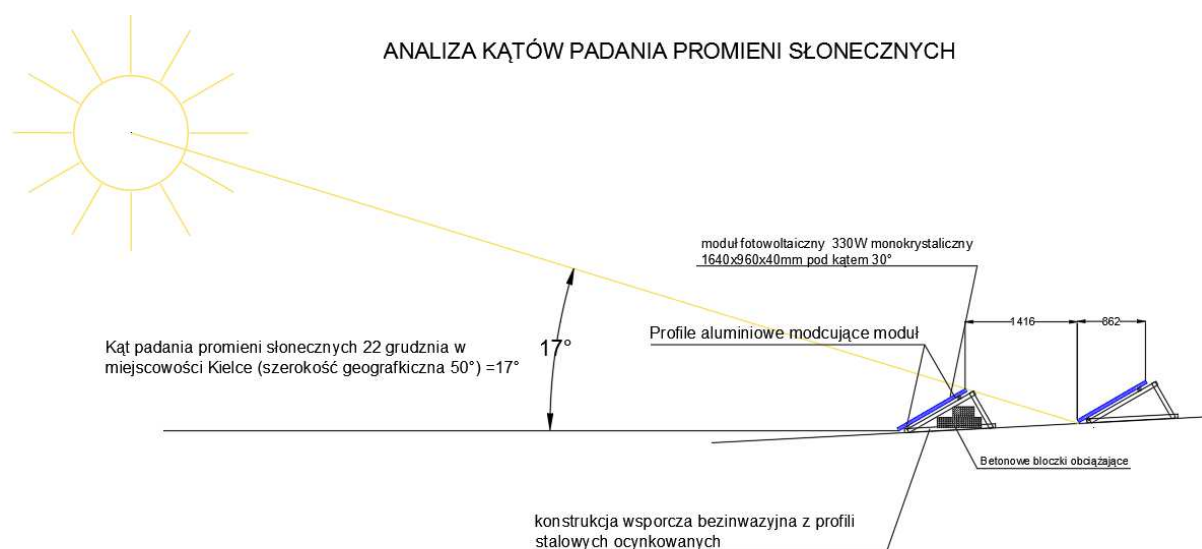 ANALIZA KĄTÓW PADANIA PROMIENI SŁONECZNYCH
moduł fotowoltaiczny 330W monokrystaliczny
1640x960x40mm pod kątem 30°
1416
862
Profile aluminiowe modcujące moduł
17°
Kąt padania promieni słonecznych 22 grudnia w
miejscowości Kielce (szerokość geografkiczna 50°) =17°
Betonowe bloczki obciążające
konstrukcja wsporcza bezinwazyjna z profili
stalowych ocynkowanych